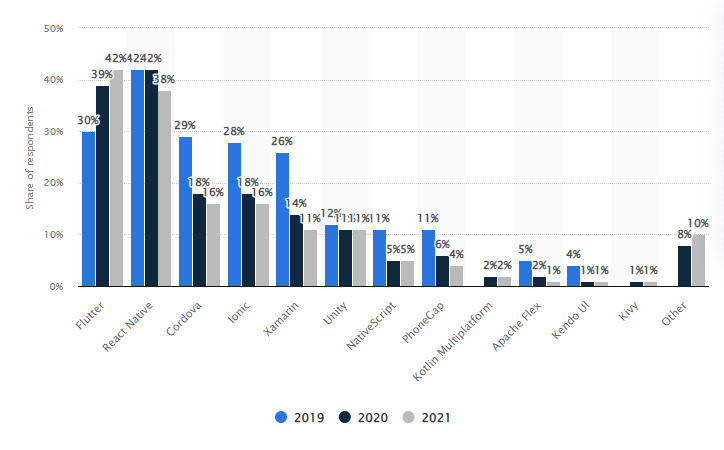 50%
40%
30%
20%
10%
0%
Share of respondents
30% 39% 42%
42% 42% 38%
29% 18% 16%
28% 18% 16%
26% 14% 11%
12% 11% 11%
11% 5% 5%
11% 6% 4%
2% 2%
5% 2% 1%
4% 1% 1%
1% 1%
8% 10%
Flutter
React Native
Cordova
Ionic
Xamarin
Unity
NativeScript
PhoneGap
Kotlin Multiplatform
Apache Flex
Kendo UI
Kivy
Other
2019 2020 2021